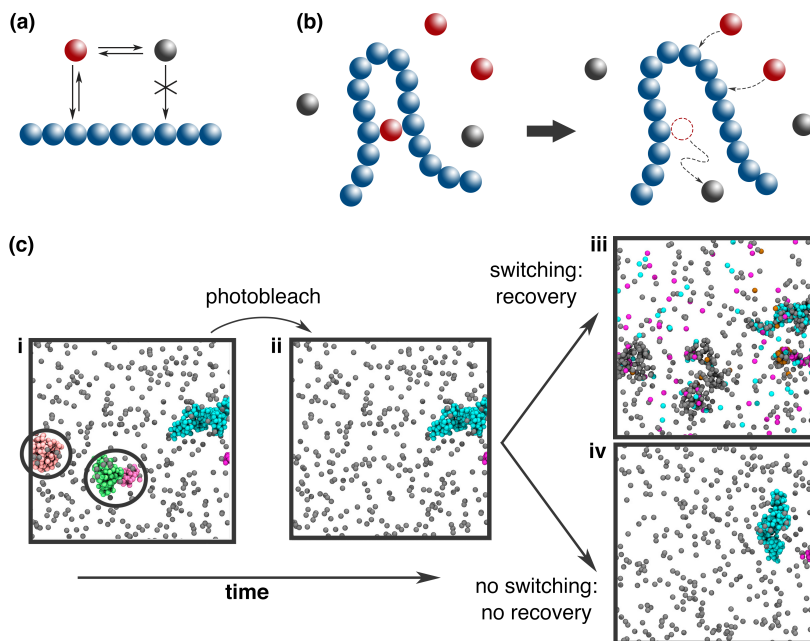 (a)
(b)
(c)
i
photobleach
ii
switching:
recovery
iii
iv
time
no switching:
no recovery